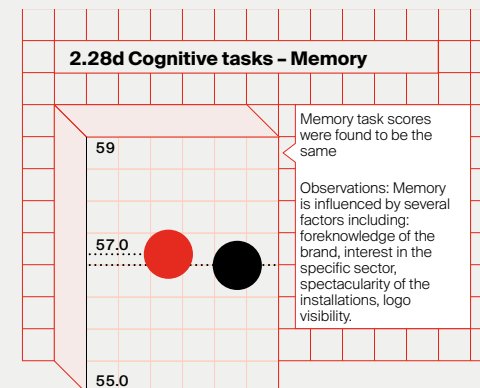 2.28d Cognitive tasks – Memory
59
57.0
55.0
Memory task scores
were found to be the
same
Observations: Memory
is influenced by several
factors including:
foreknowledge of the
brand, interest in the
specific sector,
spectacularity of the
installations, logo
visibility.